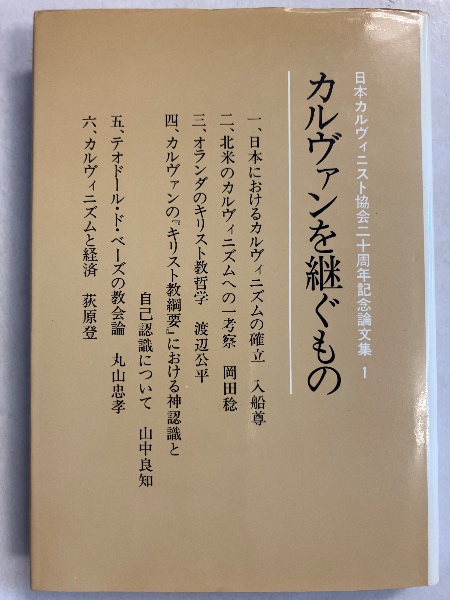 日本カルヴィニスト協会二十周年記念論文集 1
カルヴァンを継ぐもの
一、日本におけるカルヴィニズムの確立 入船尊
二、北米のカルヴィニズムへの一考察 岡田稔
三、オランダのキリスト教哲学 渡辺公平
四、カルヴァンの『キリスト教綱要』における神認識と
自己認識について 山中良知
五、テオドール・ド・ベーズの教会論 丸山忠孝
六、カルヴィニズムと経済 荻原登